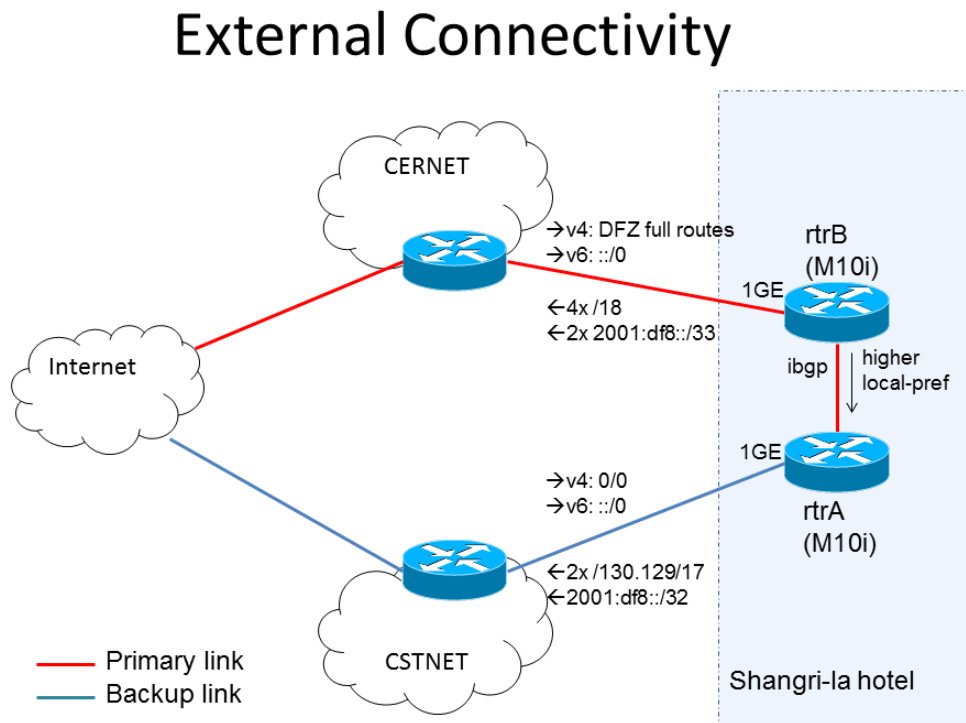 External Connectivity
CERNET
→v4: DFZ full routes
→v6: ::/0
rtrB
(M10i)
1GE
←4x /18
←2x 2001:df8::/33
Internet
ibgp
higher
local-pref
1GE
→v4: 0/0
→v6: ::/0
rtrA
(M10i)
←2x /130.129/17
←2001:df8::/32
CSTNET
Primary link
Backup link
Shangri-la hotel